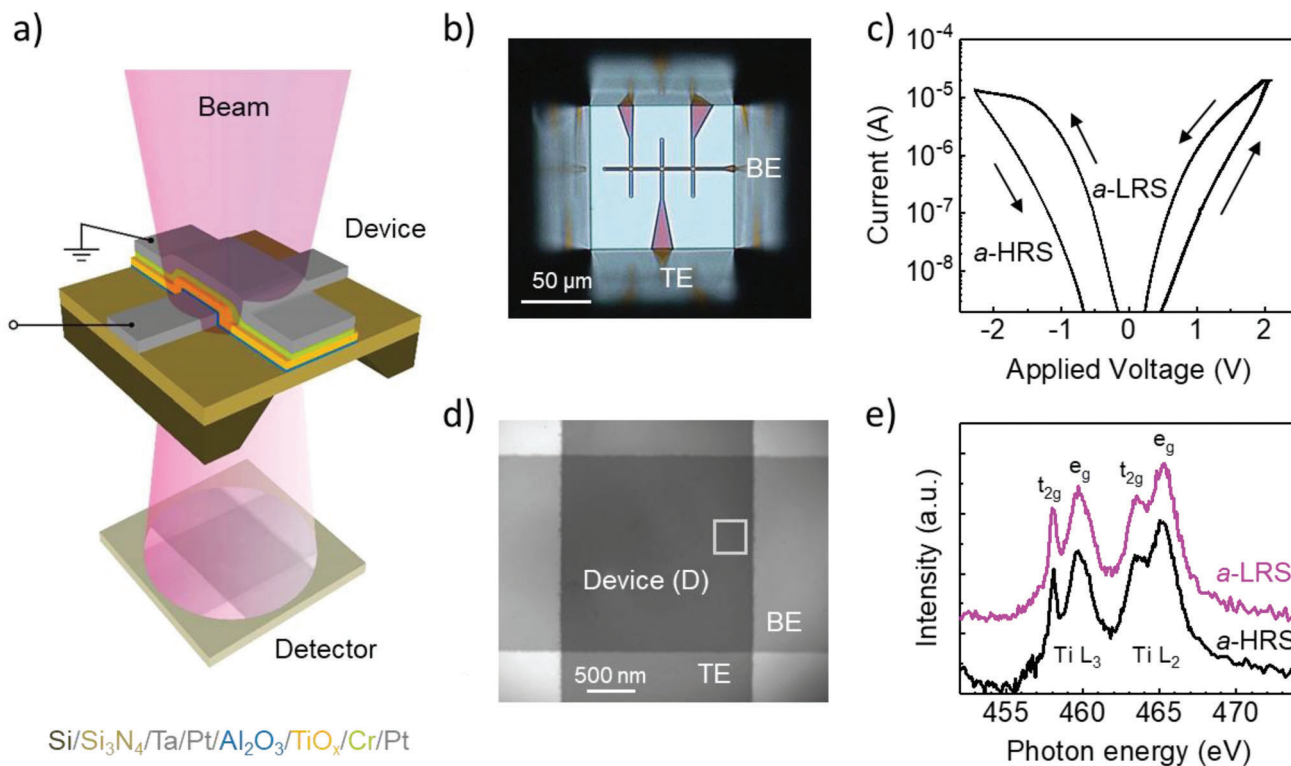 a)
Beam
Device
Detector
Si/Si₃N₄/Ta/Pt/Al₂O₃/TiOₓ/Cr/Pt
b)
BE
TE
50 µm
c)
Current (A)
10⁻⁴
10⁻⁵
10⁻⁶
10⁻⁷
10⁻⁸
a-LRS
a-HRS
-2 -1 0 1 2
Applied Voltage (V)
d)
Device (D)
BE
TE
500 nm
e)
Intensity (a.u.)
t₂g e_g t₂g e_g
a-LRS
a-HRS
Ti L₃ Ti L₂
455 460 465 470
Photon energy (eV)